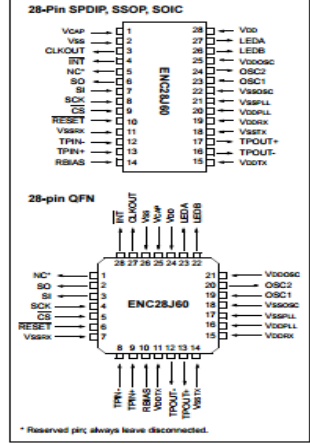 28-Pin SPDIP, SSOP, SOIC
VCAP 1 28 VDD
VSS 2 27 LEDA
CLKOUT 3 26 LEDB
INT 4 25 VDDOSC
NC* 5 24 OSC2
SO 6 23 OSC1
SI 7 22 VSSOSC
SCK 8 21 VSSPLL
CS 9 20 VDDPLL
RESET 10 19 VDDRX
VSSRX 11 18 VSSTX
TPIN- 12 17 TPOUT+
TPIN+ 13 16 TPOUT-
RBIAS 14 15 VDDTX
ENC28J60
28-pin QFN
INT CLKOUT VSS VCAP VDD LEDA LEDB
28 27 26 25 24 23 22
NC* 1 21 VDDOSC
SO 2 20 OSC2
SI 3 19 OSC1
SCK 4 18 VSSOSC
CS 5 17 VSSPLL
RESET 6 16 VDDPLL
VSSRX 7 15 VDDRX
ENC28J60
8 9 10 11 12 13 14
TPIN- TPIN+ RBIAS VDDTX TPOUT- TPOUT+ VSSTX
* Reserved pin; always leave disconnected.